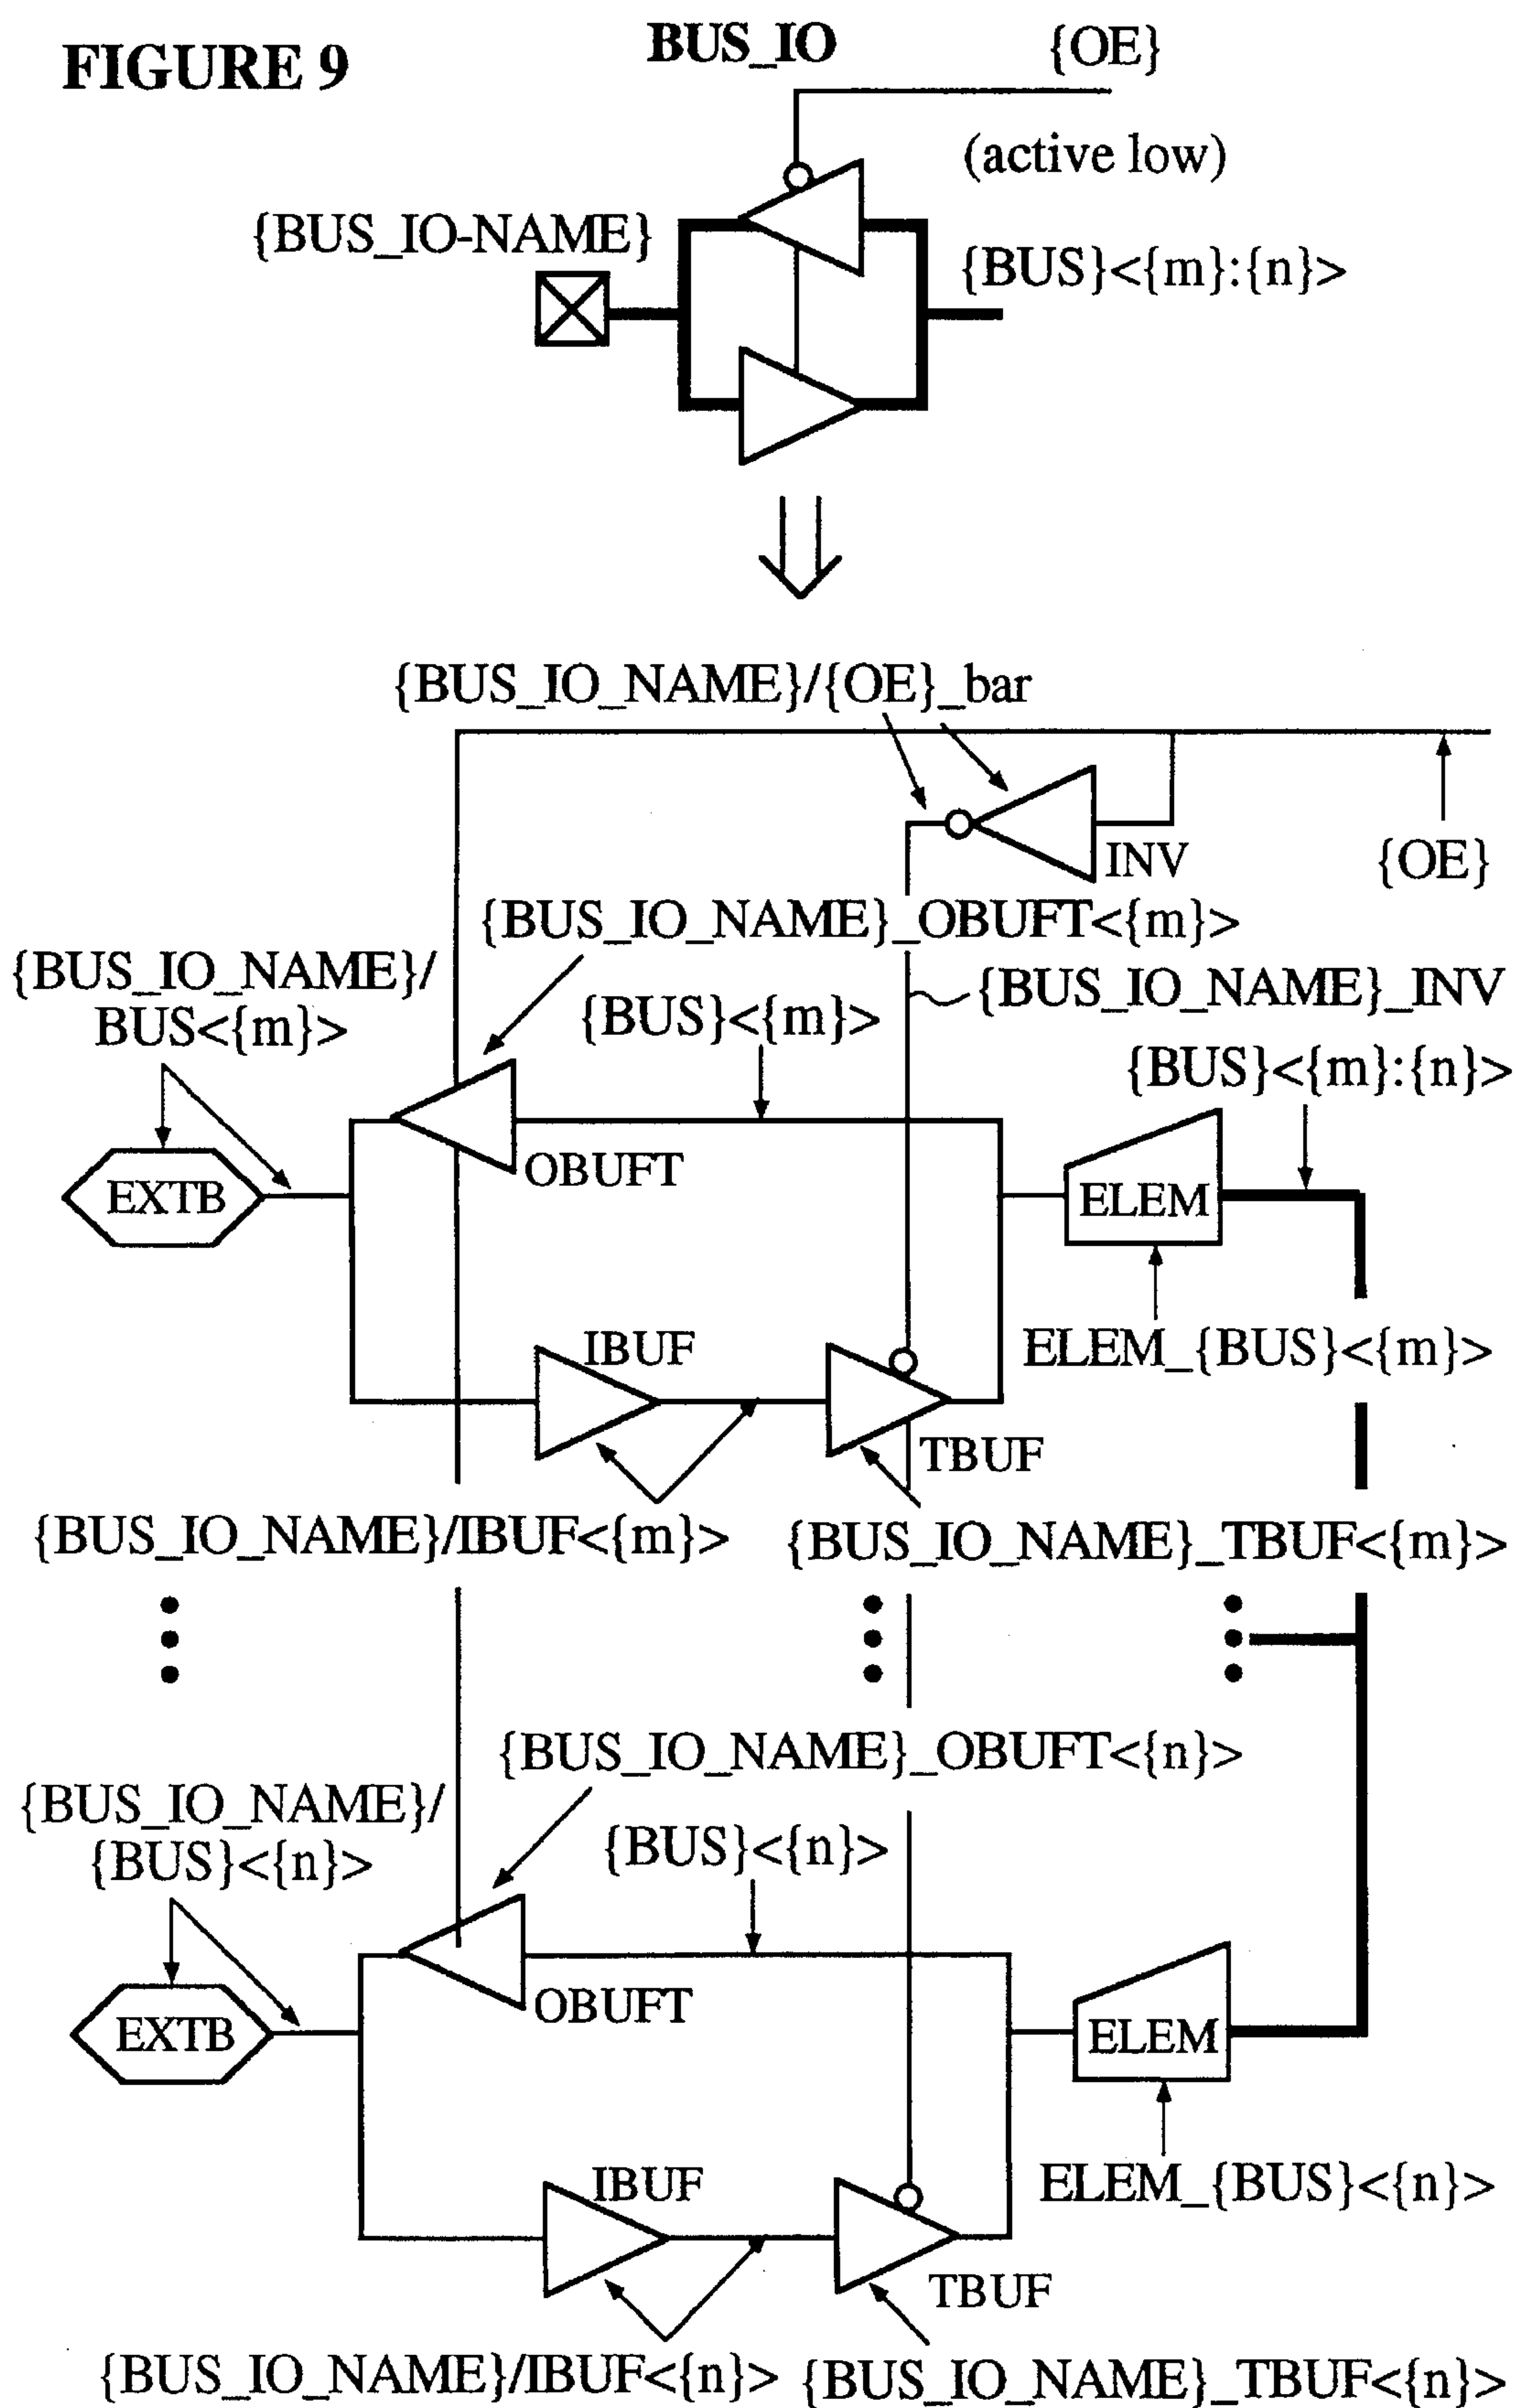 FIGURE 9
BUS_IO
{OE}
(active low)
{BUS_IO-NAME}
{BUS}<{m}:{n}>
{BUS_IO_NAME}/{OE}_bar
INV
{OE}
{BUS_IO_NAME}_OBUFT<{m}>
{BUS_IO_NAME}/
BUS<{m}>
{BUS}<{m}>
{BUS_IO_NAME}_INV
{BUS}<{m}:{n}>
OBUFT
EXTB
ELEM
IBUF
ELEM_{BUS}<{m}>
TBUF
{BUS_IO_NAME}/IBUF<{m}>
{BUS_IO_NAME}_TBUF<{m}>
{BUS_IO_NAME}_OBUFT<{n}>
{BUS_IO_NAME}/
{BUS}<{n}>
{BUS}<{n}>
OBUFT
EXTB
ELEM
IBUF
ELEM_{BUS}<{n}>
TBUF
{BUS_IO_NAME}/IBUF<{n}>
{BUS_IO_NAME}_TBUF<{n}>